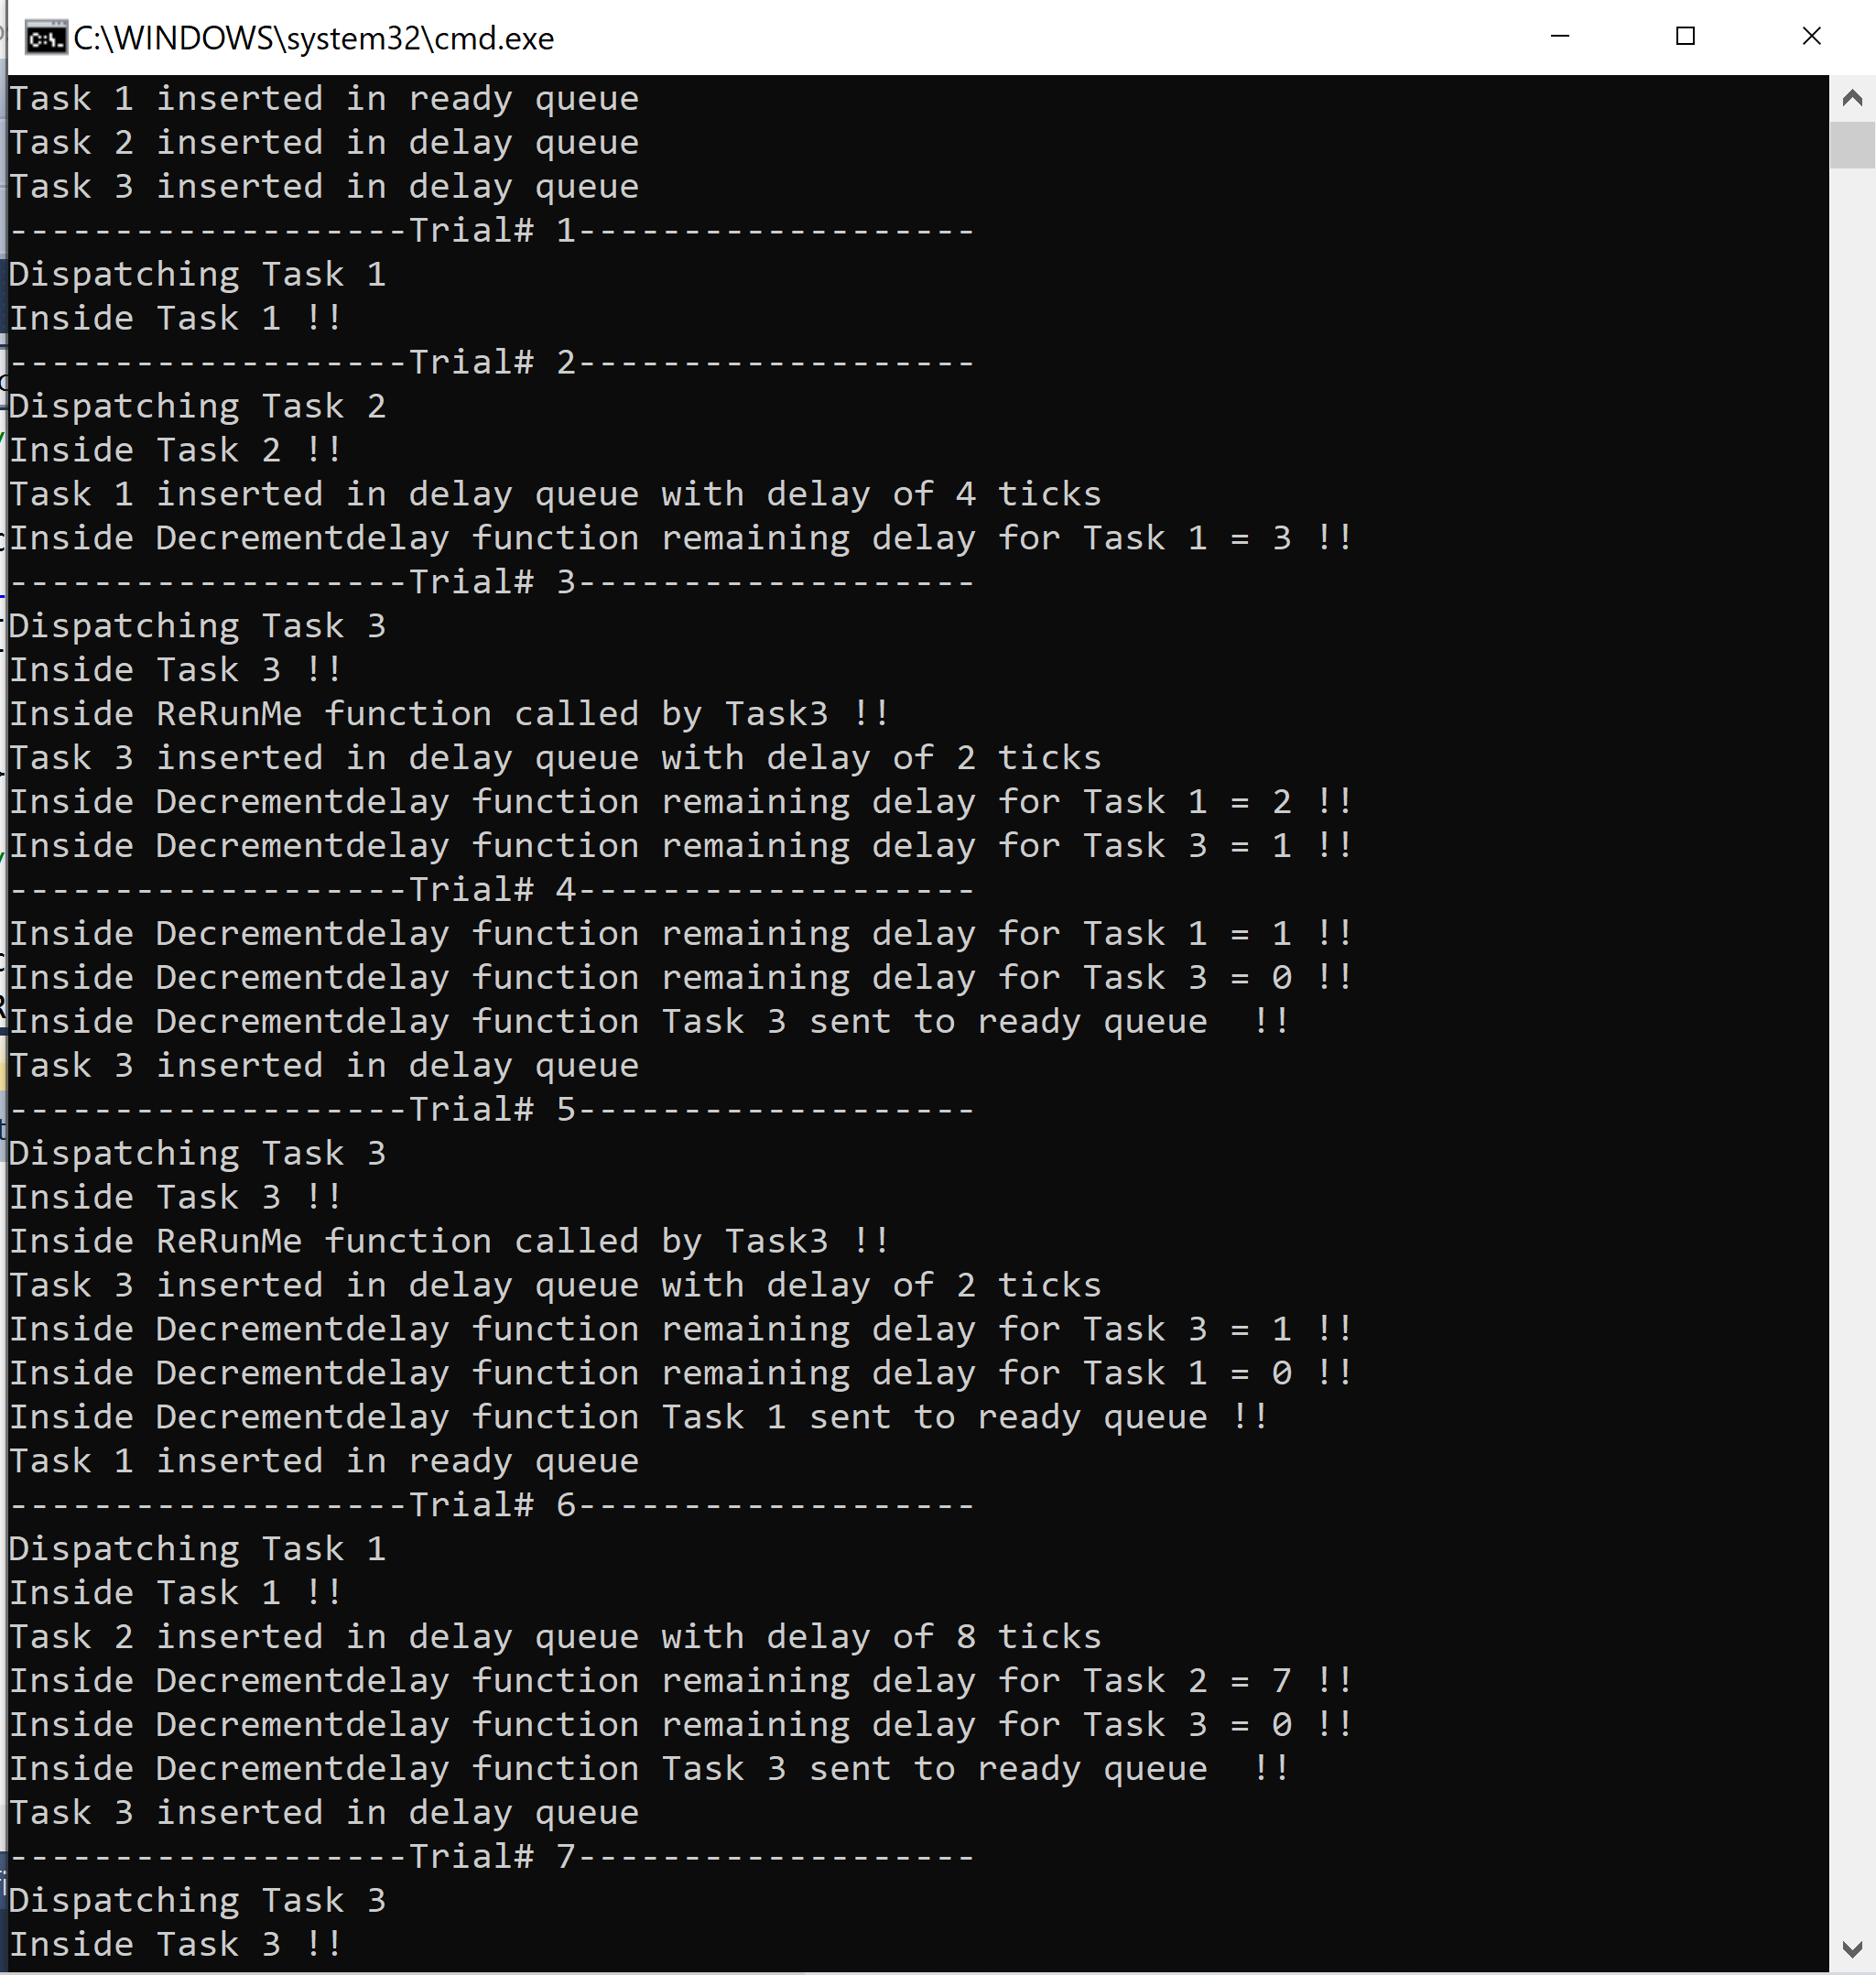 C:\WINDOWS\system32\cmd.exe
Task 1 inserted in ready queue
Task 2 inserted in delay queue
Task 3 inserted in delay queue
-------------------Trial# 1-------------------
Dispatching Task 1
Inside Task 1 !!
-------------------Trial# 2-------------------
Dispatching Task 2
Inside Task 2 !!
Task 1 inserted in delay queue with delay of 4 ticks
Inside Decrementdelay function remaining delay for Task 1 = 3 !!
-------------------Trial# 3-------------------
Dispatching Task 3
Inside Task 3 !!
Inside ReRunMe function called by Task3 !!
Task 3 inserted in delay queue with delay of 2 ticks
Inside Decrementdelay function remaining delay for Task 1 = 2 !!
Inside Decrementdelay function remaining delay for Task 3 = 1 !!
-------------------Trial# 4-------------------
Inside Decrementdelay function remaining delay for Task 1 = 1 !!
Inside Decrementdelay function remaining delay for Task 3 = 0 !!
Inside Decrementdelay function Task 3 sent to ready queue  !!
Task 3 inserted in delay queue
-------------------Trial# 5-------------------
Dispatching Task 3
Inside Task 3 !!
Inside ReRunMe function called by Task3 !!
Task 3 inserted in delay queue with delay of 2 ticks
Inside Decrementdelay function remaining delay for Task 3 = 1 !!
Inside Decrementdelay function remaining delay for Task 1 = 0 !!
Inside Decrementdelay function Task 1 sent to ready queue !!
Task 1 inserted in ready queue
-------------------Trial# 6-------------------
Dispatching Task 1
Inside Task 1 !!
Task 2 inserted in delay queue with delay of 8 ticks
Inside Decrementdelay function remaining delay for Task 2 = 7 !!
Inside Decrementdelay function remaining delay for Task 3 = 0 !!
Inside Decrementdelay function Task 3 sent to ready queue  !!
Task 3 inserted in delay queue
-------------------Trial# 7-------------------
Dispatching Task 3
Inside Task 3 !!